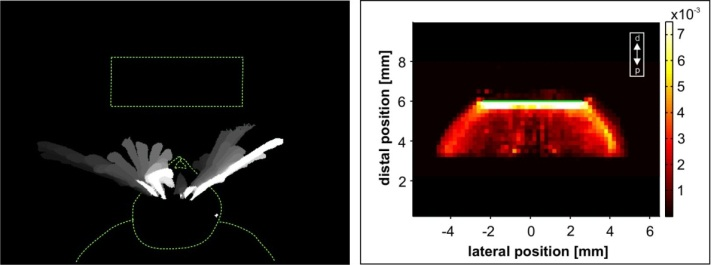 x10⁻³
7
6
5
4
3
2
1
d
p
distal position [mm]
8
6
4
2
-4 -2 0 2 4 6
lateral position [mm]